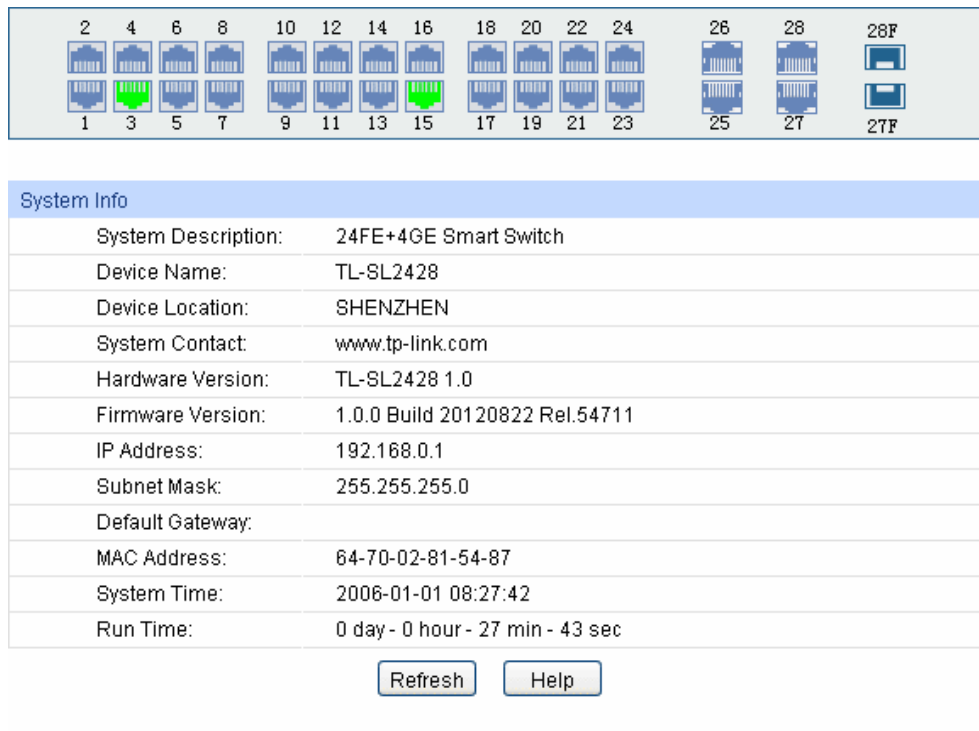 2 4 6 8 10 12 14 16 18 20 22 24 26 28 28F
1 3 5 7 9 11 13 15 17 19 21 23 25 27 27F
System Info
System Description: 24FE+4GE Smart Switch
Device Name: TL-SL2428
Device Location: SHENZHEN
System Contact: www.tp-link.com
Hardware Version: TL-SL2428 1.0
Firmware Version: 1.0.0 Build 20120822 Rel.54711
IP Address: 192.168.0.1
Subnet Mask: 255.255.255.0
Default Gateway:
MAC Address: 64-70-02-81-54-87
System Time: 2006-01-01 08:27:42
Run Time: 0 day - 0 hour - 27 min - 43 sec
Refresh Help